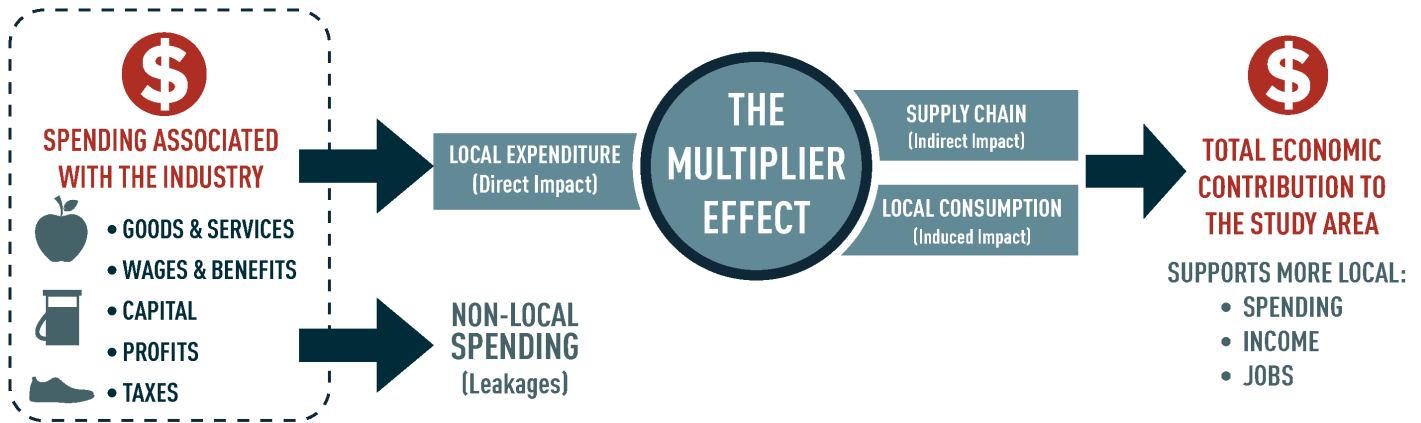 $
SPENDING ASSOCIATED
WITH THE INDUSTRY
• GOODS & SERVICES
• WAGES & BENEFITS
• CAPITAL
• PROFITS
• TAXES
LOCAL EXPENDITURE
(Direct Impact)
NON-LOCAL
SPENDING
(Leakages)
THE
MULTIPLIER
EFFECT
SUPPLY CHAIN
(Indirect Impact)
LOCAL CONSUMPTION
(Induced Impact)
$
TOTAL ECONOMIC
CONTRIBUTION TO
THE STUDY AREA
SUPPORTS MORE LOCAL:
• SPENDING
• INCOME
• JOBS